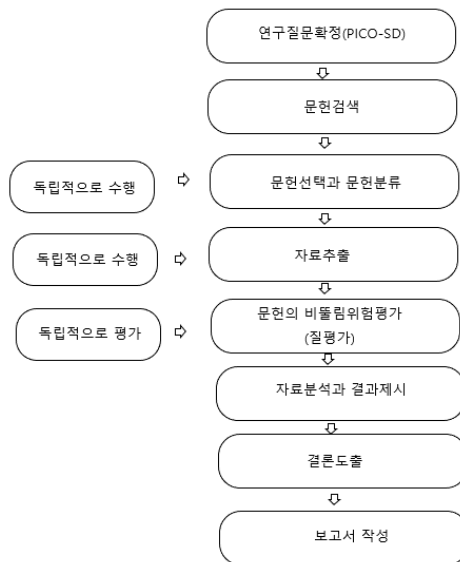 연구질문확정(PICO-SD)
문헌검색
독립적으로 수행
문헌선택과 문헌분류
독립적으로 수행
자료추출
독립적으로 평가
문헌의 비뚤림위험평가
(질평가)
자료분석과 결과제시
결론도출
보고서 작성